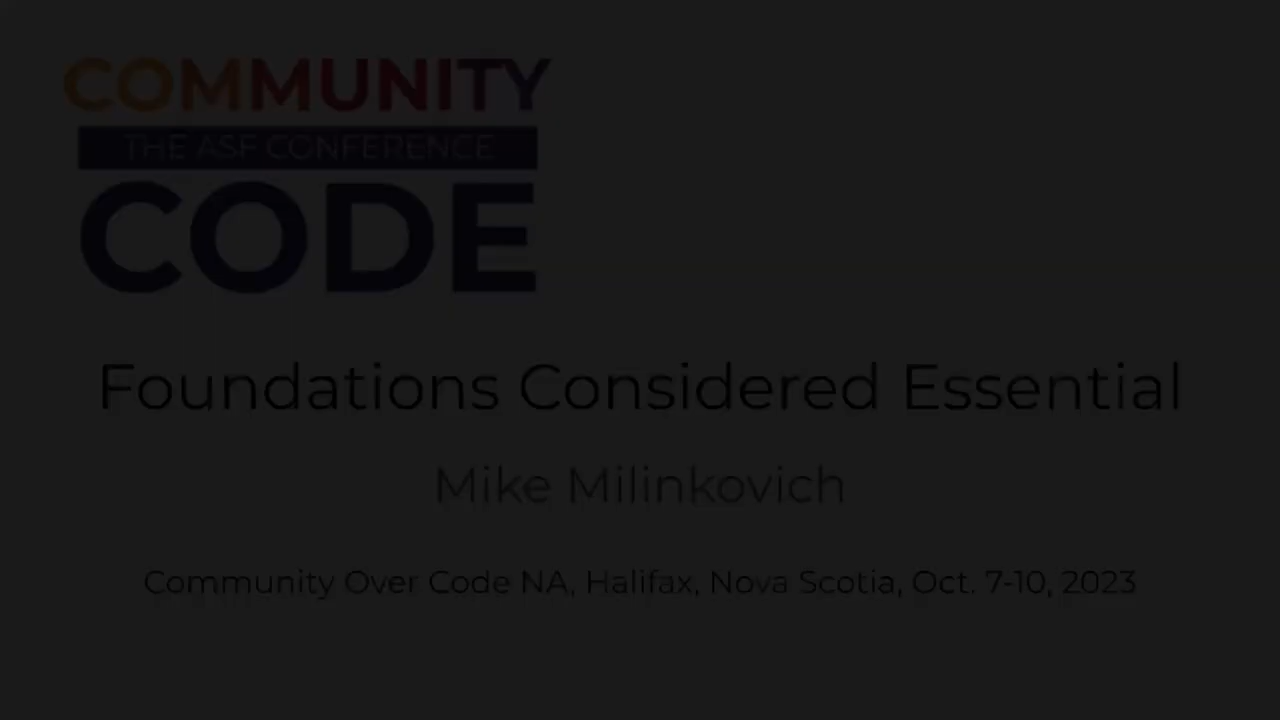 COMMUNITY
THE ASF CONFERENCE
CODE
Foundations Considered Essential
Mike Milinkovich
Community Over Code NA, Halifax, Nova Scotia, Oct. 7-10, 2023